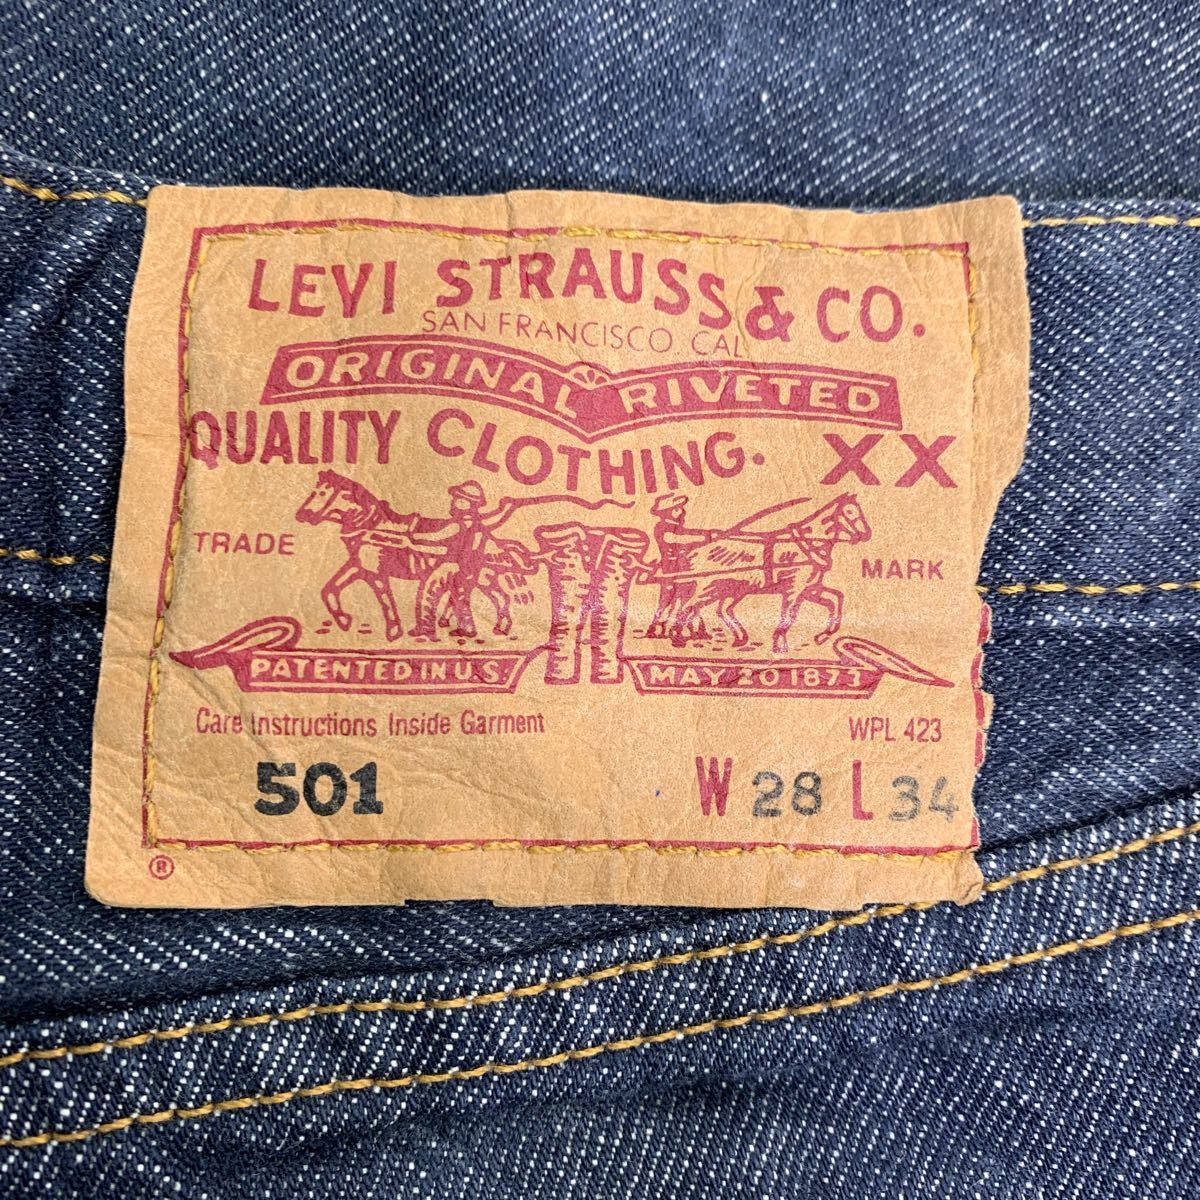 LEVI STRAUSS & CO.
SAN FRANCISCO CAL
ORIGINAL RIVETED
QUALITY CLOTHING. XX
TRADE MARK
PATENTED IN U.S. MAY 20 1873
Care Instructions Inside Garment WPL 423
501 W 28 L 34
®